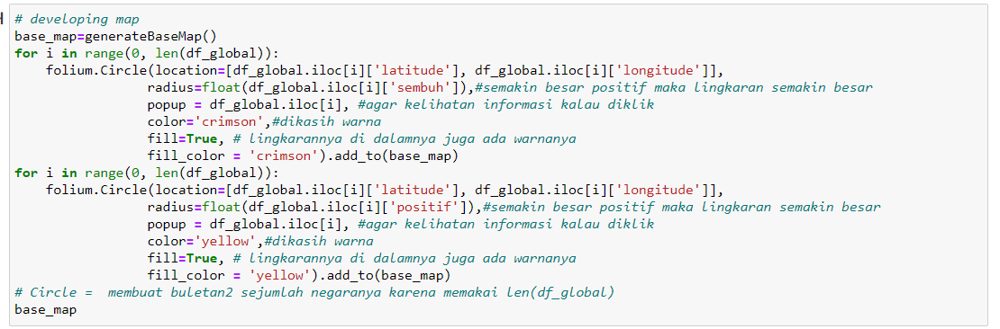 # developing map
base_map=generateBaseMap()
for i in range(0, len(df_global)):
    folium.Circle(location=[df_global.iloc[i]['latitude'], df_global.iloc[i]['longitude']],
                 radius=float(df_global.iloc[i]['sembuh']),#semakin besar positif maka lingkaran semakin besar
                 popup = df_global.iloc[i], #agar kelihatan informasi kalau diklik
                 color='crimson',#dikasih warna
                 fill=True, # lingkarannya di dalamnya juga ada warnanya
                 fill_color = 'crimson').add_to(base_map)
for i in range(0, len(df_global)):
    folium.Circle(location=[df_global.iloc[i]['latitude'], df_global.iloc[i]['longitude']],
                 radius=float(df_global.iloc[i]['positif']),#semakin besar positif maka lingkaran semakin besar
                 popup = df_global.iloc[i], #agar kelihatan informasi kalau diklik
                 color='yellow',#dikasih warna
                 fill=True, # lingkarannya di dalamnya juga ada warnanya
                 fill_color = 'yellow').add_to(base_map)
# Circle =  membuat buletan2 sejumlah negaranya karena memakai len(df_global)
base_map